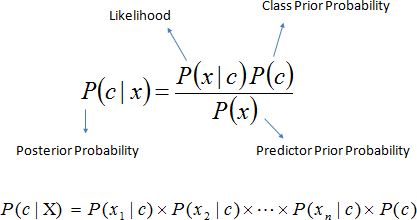 Likelihood
Class Prior Probability
P(c | x) = P(x | c)P(c) / P(x)
Posterior Probability
Predictor Prior Probability
P(c | X) = P(x₁ | c) × P(x₂ | c) × ⋯ × P(xₙ | c) × P(c)